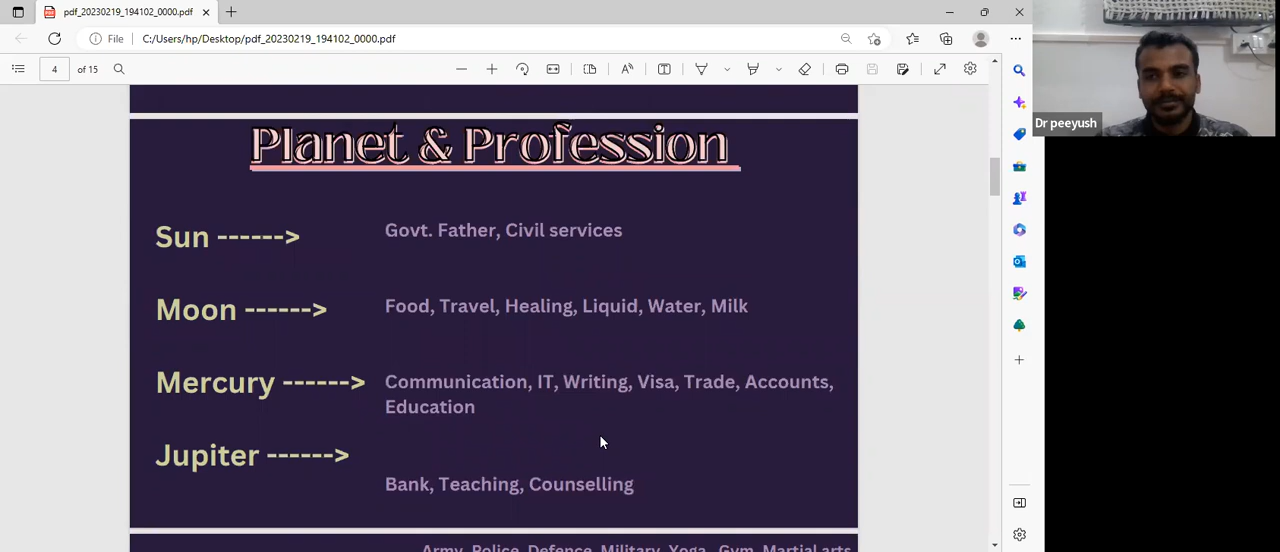 pdf_20230219_194102_0000.pdf
File C:/Users/hp/Desktop/pdf_20230219_194102_0000.pdf
4 of 15
Dr peeyush
Planet & Profession
Sun ------>
Govt. Father, Civil services
Moon ------>
Food, Travel, Healing, Liquid, Water, Milk
Mercury ------>
Communication, IT, Writing, Visa, Trade, Accounts,
Education
Jupiter ------>
Bank, Teaching, Counselling
Army, Police, Defence, Military, Yoga, Gym, Martial arts